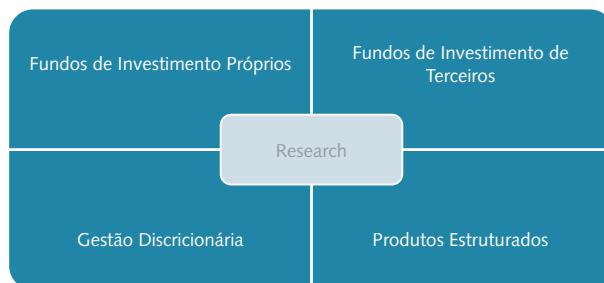 Fundos de Investimento Próprios
Fundos de Investimento de
Terceiros
Research
Gestão Discricionária
Produtos Estruturados